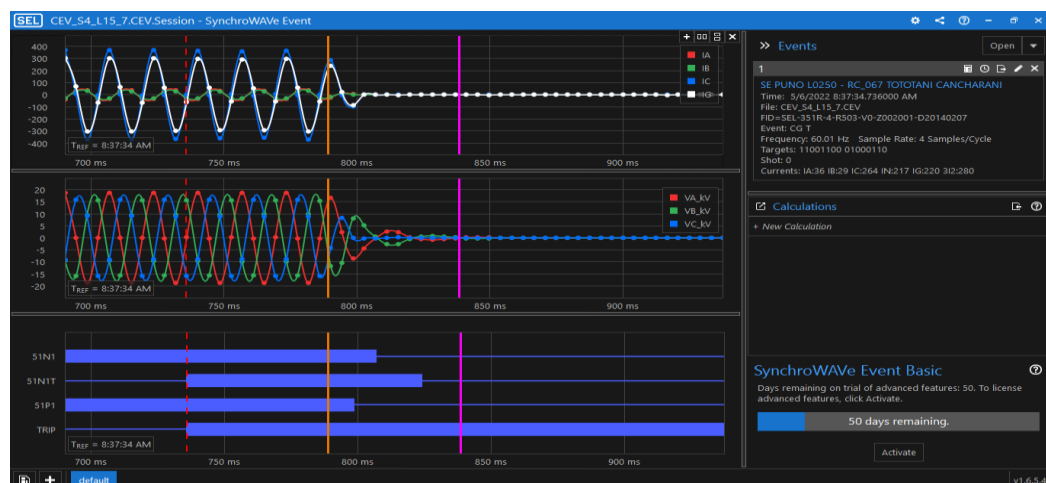 SEL CEV_S4_L15_7.CEV.Session - SynchroWAVe Event
400
300
200
100
0
-100
-200
-300
-400
IA
IB
IC
IG
TREF = 8:37:34 AM
700 ms 750 ms 800 ms 850 ms 900 ms
20
15
10
5
0
-5
-10
-15
-20
VA_kV
VB_kV
VC_kV
TREF = 8:37:34 AM
700 ms 750 ms 800 ms 850 ms 900 ms
51N1
51N1T
51P1
TRIP
TREF = 8:37:34 AM
700 ms 750 ms 800 ms 850 ms 900 ms
default
Events Open
1
SE PUNO L0250 - RC_067 TOTOTANI CANCHARANI
Time: 5/6/2022 8:37:34.736000 AM
File: CEV_S4_L15_7.CEV
FID=SEL-351R-4-R503-V0-Z002001-D20140207
Event: CG T
Frequency: 60.01 Hz Sample Rate: 4 Samples/Cycle
Targets: 11001100 01000110
Shot: 0
Currents: IA:36 IB:29 IC:264 IN:217 IG:220 3I2:280
Calculations
+ New Calculation
SynchroWAVe Event Basic
Days remaining on trial of advanced features: 50. To license
advanced features, click Activate.
50 days remaining.
Activate
v1.6.5.4